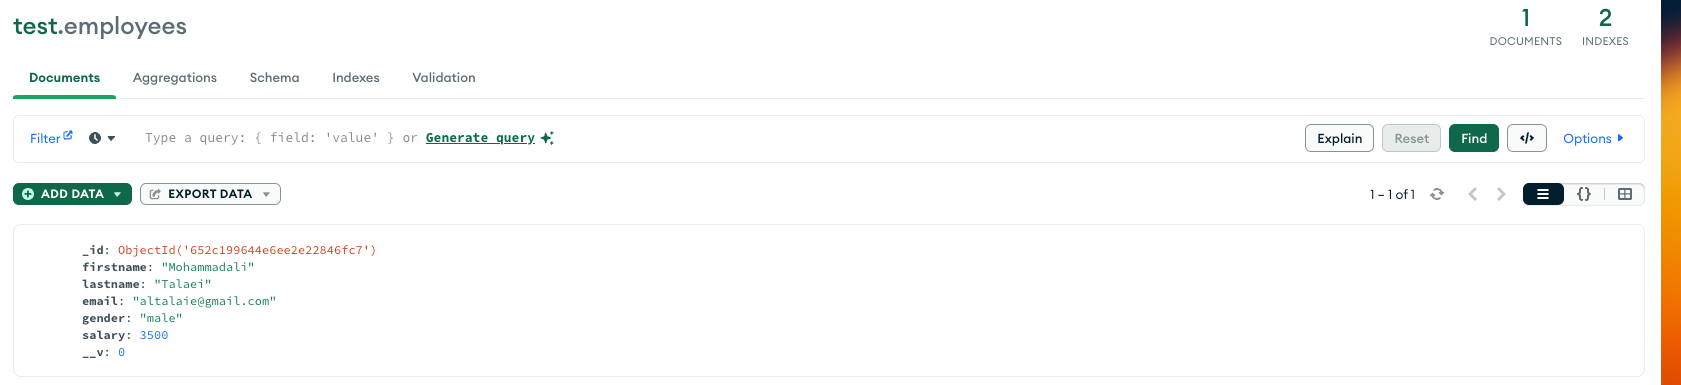 test.employees
1 2
DOCUMENTS INDEXES
Documents Aggregations Schema Indexes Validation
Filter Type a query: { field: 'value' } or Generate query Explain Reset Find </> Options
ADD DATA EXPORT DATA 1 – 1 of 1 {}
_id: ObjectId('652c199644e6ee2e22846fc7')
firstname: "Mohammadali"
lastname: "Talaei"
email: "altalaie@gmail.com"
gender: "male"
salary: 3500
__v: 0